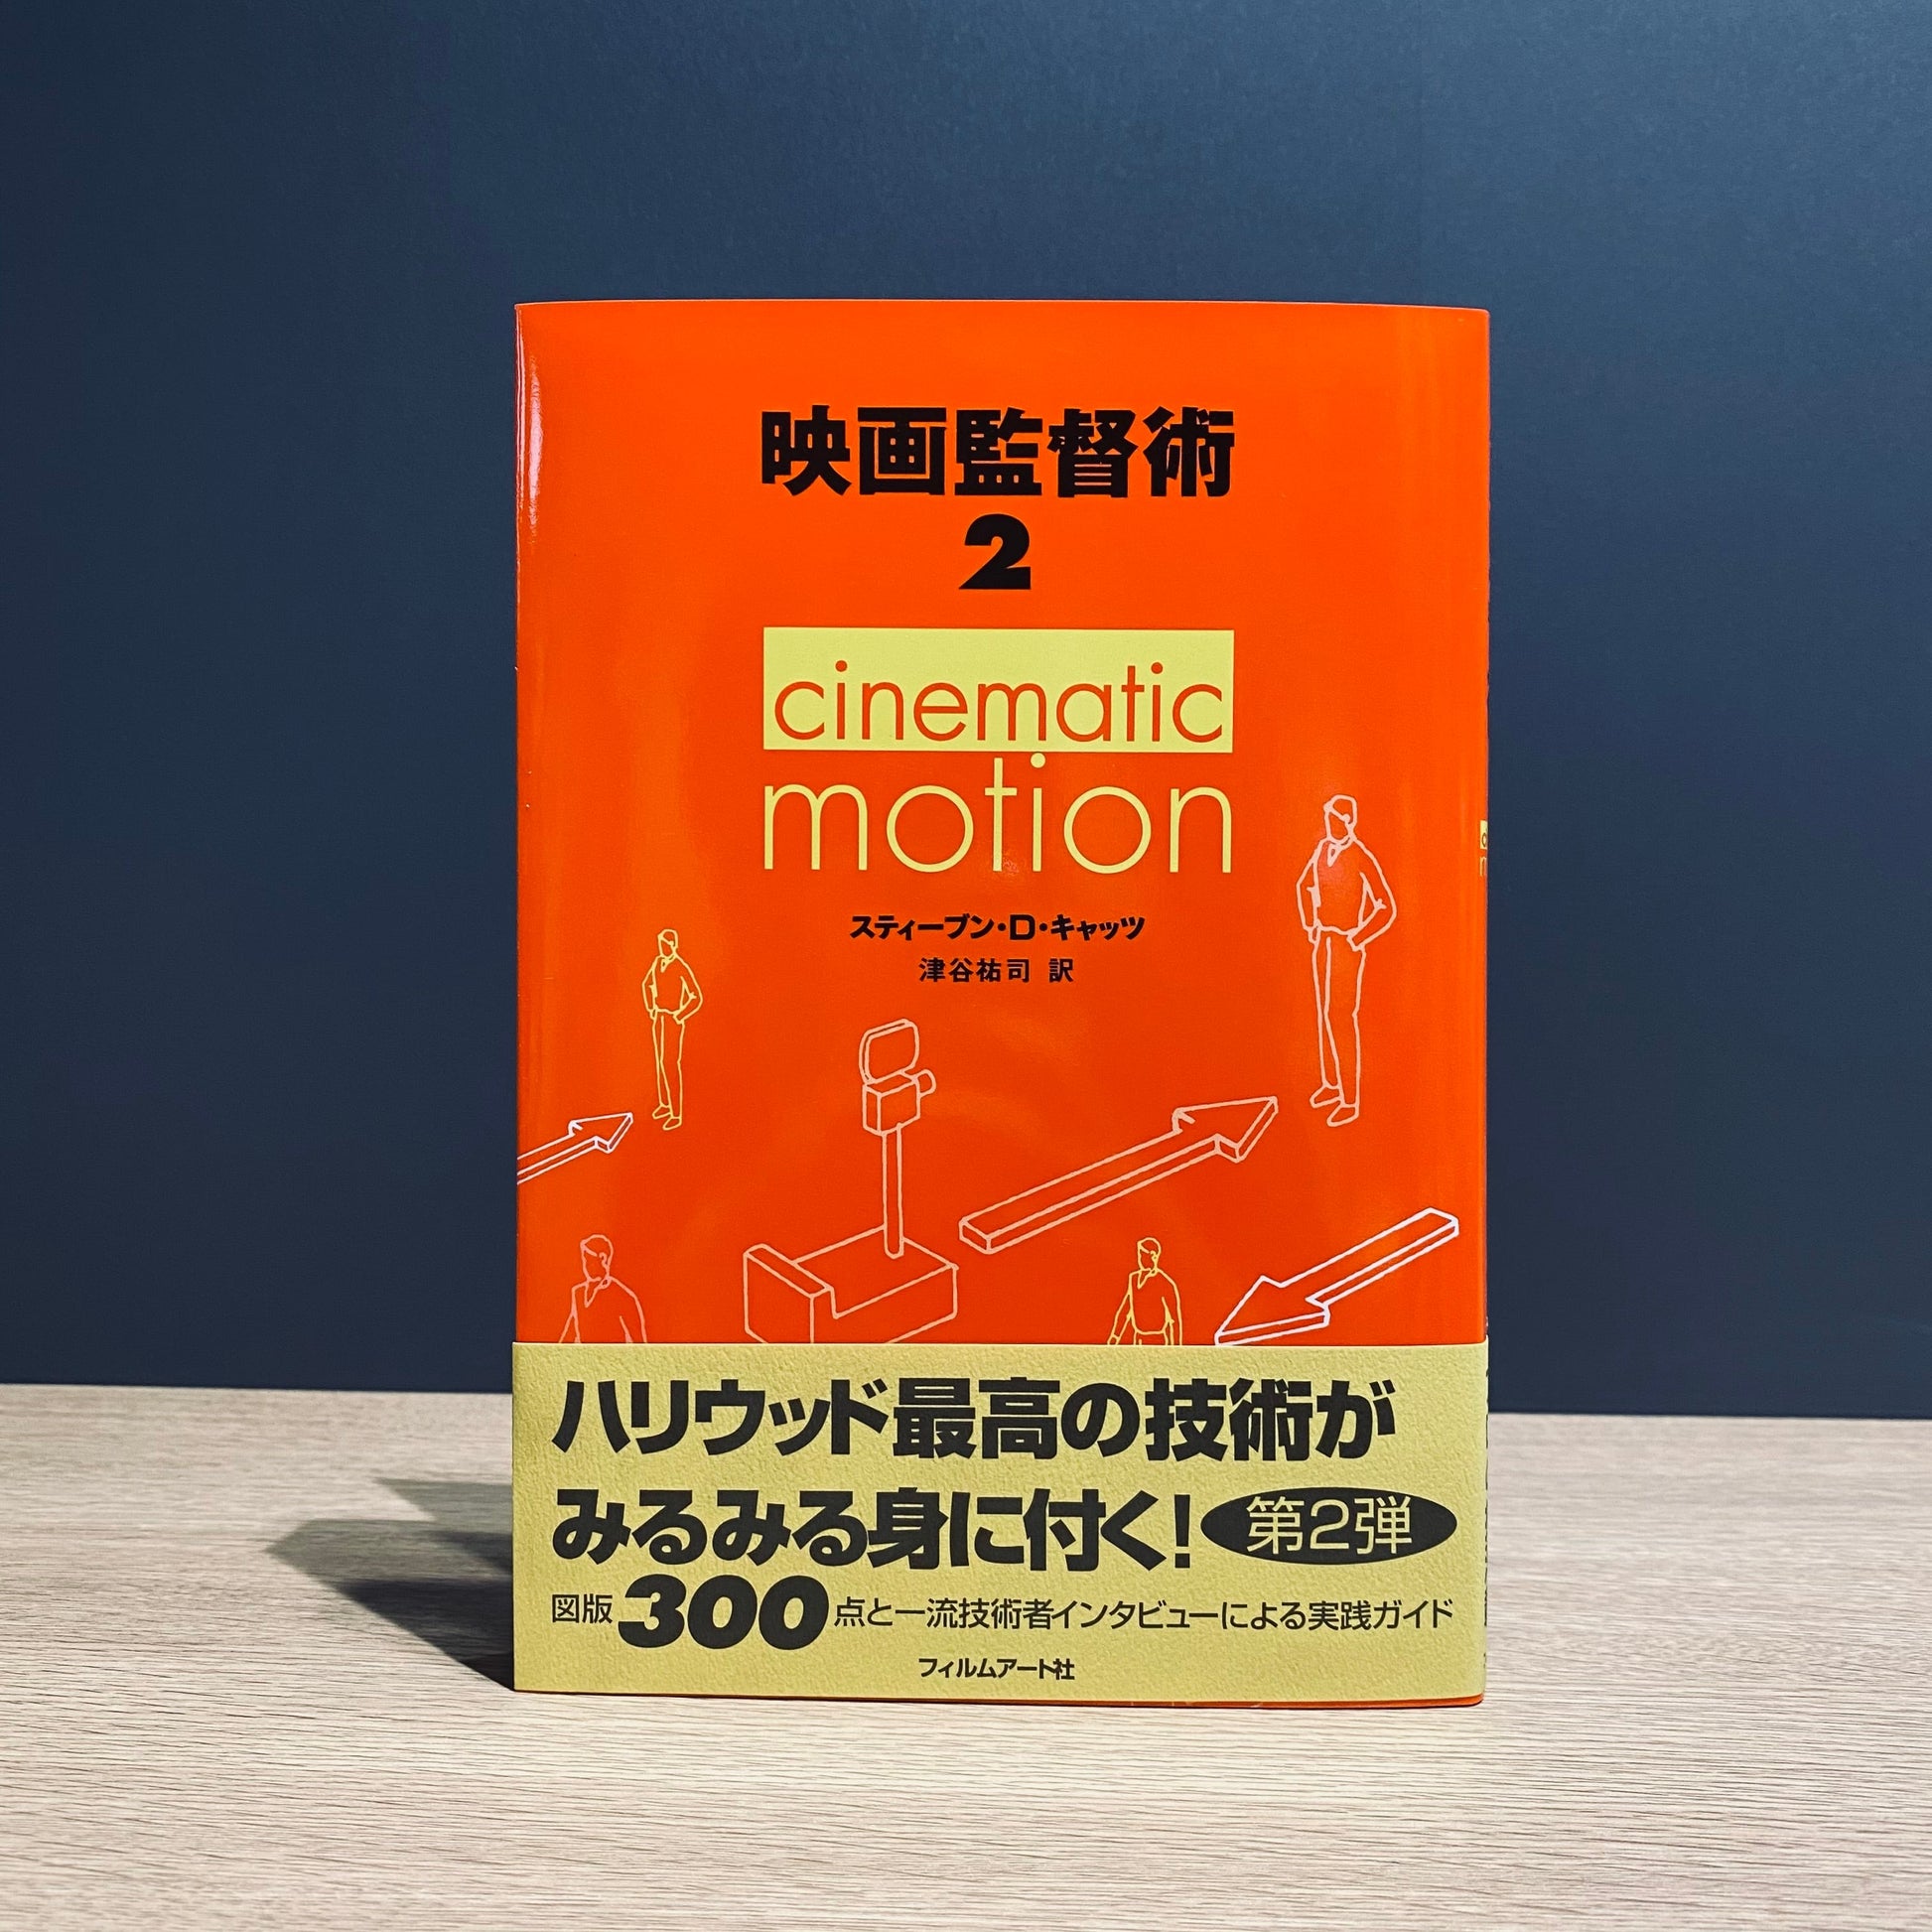 映画監督術
2
cinematic
motion
スティーブン・D・キャッツ
津谷祐司 訳
ハリウッド最高の技術が
みるみる身に付く!
第2弾
図版300点と一流技術者インタビューによる実践ガイド
フィルムアート社